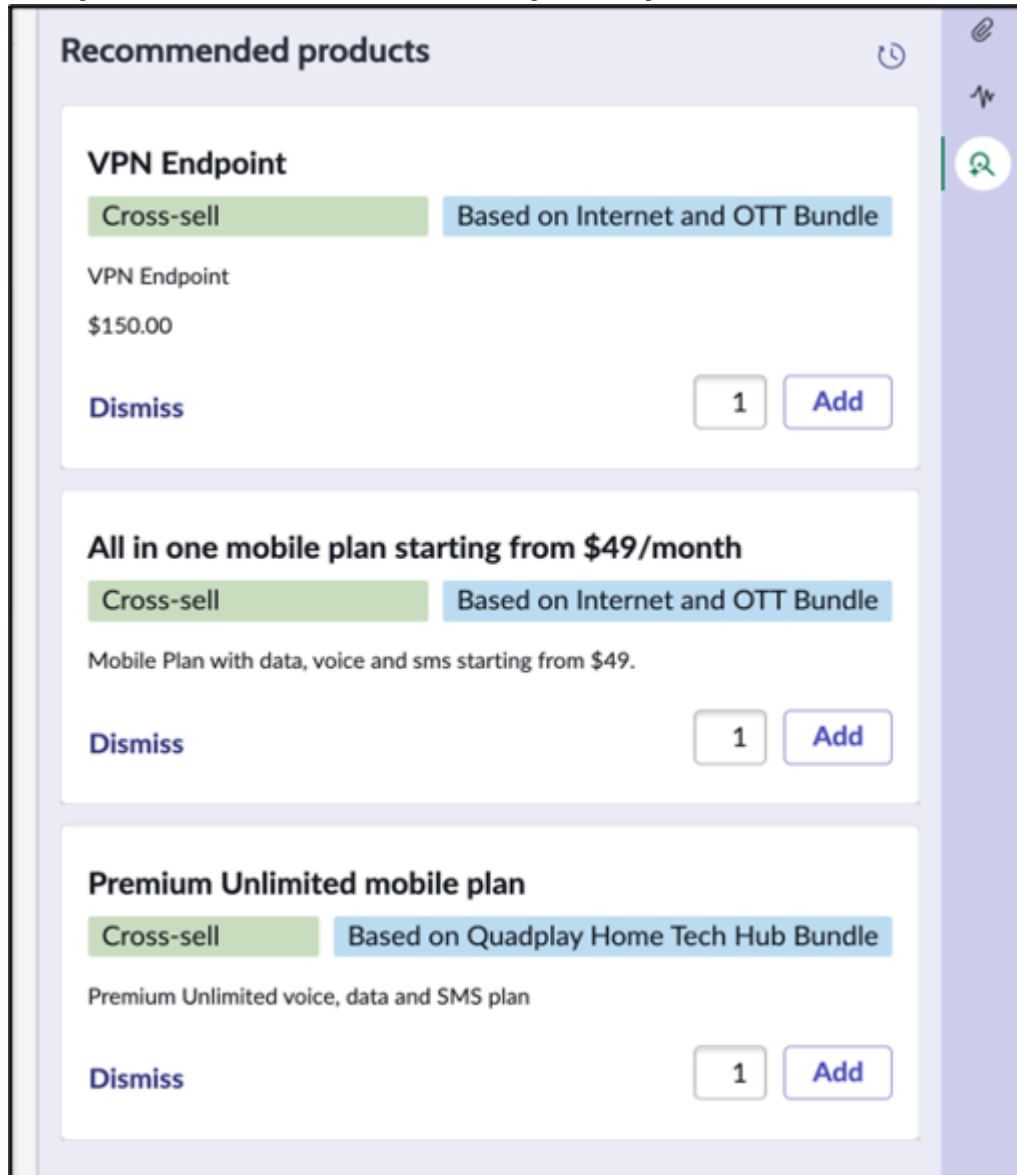 Recommended products
VPN Endpoint
Cross-sell
Based on Internet and OTT Bundle
VPN Endpoint
$150.00
Dismiss
1
Add
All in one mobile plan starting from $49/month
Cross-sell
Based on Internet and OTT Bundle
Mobile Plan with data, voice and sms starting from $49.
Dismiss
1
Add
Premium Unlimited mobile plan
Cross-sell
Based on Quadplay Home Tech Hub Bundle
Premium Unlimited voice, data and SMS plan
Dismiss
1
Add